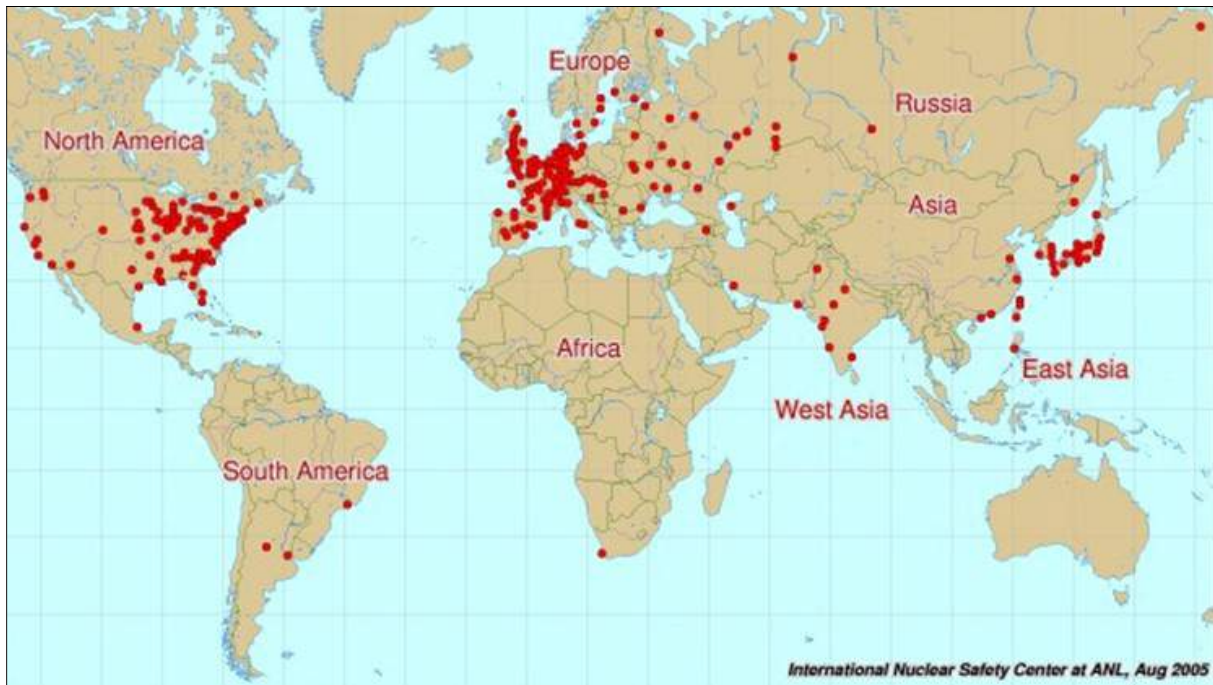 Europe
Russia
North America
Asia
Africa
East Asia
West Asia
South America
International Nuclear Safety Center at ANL, Aug 2005